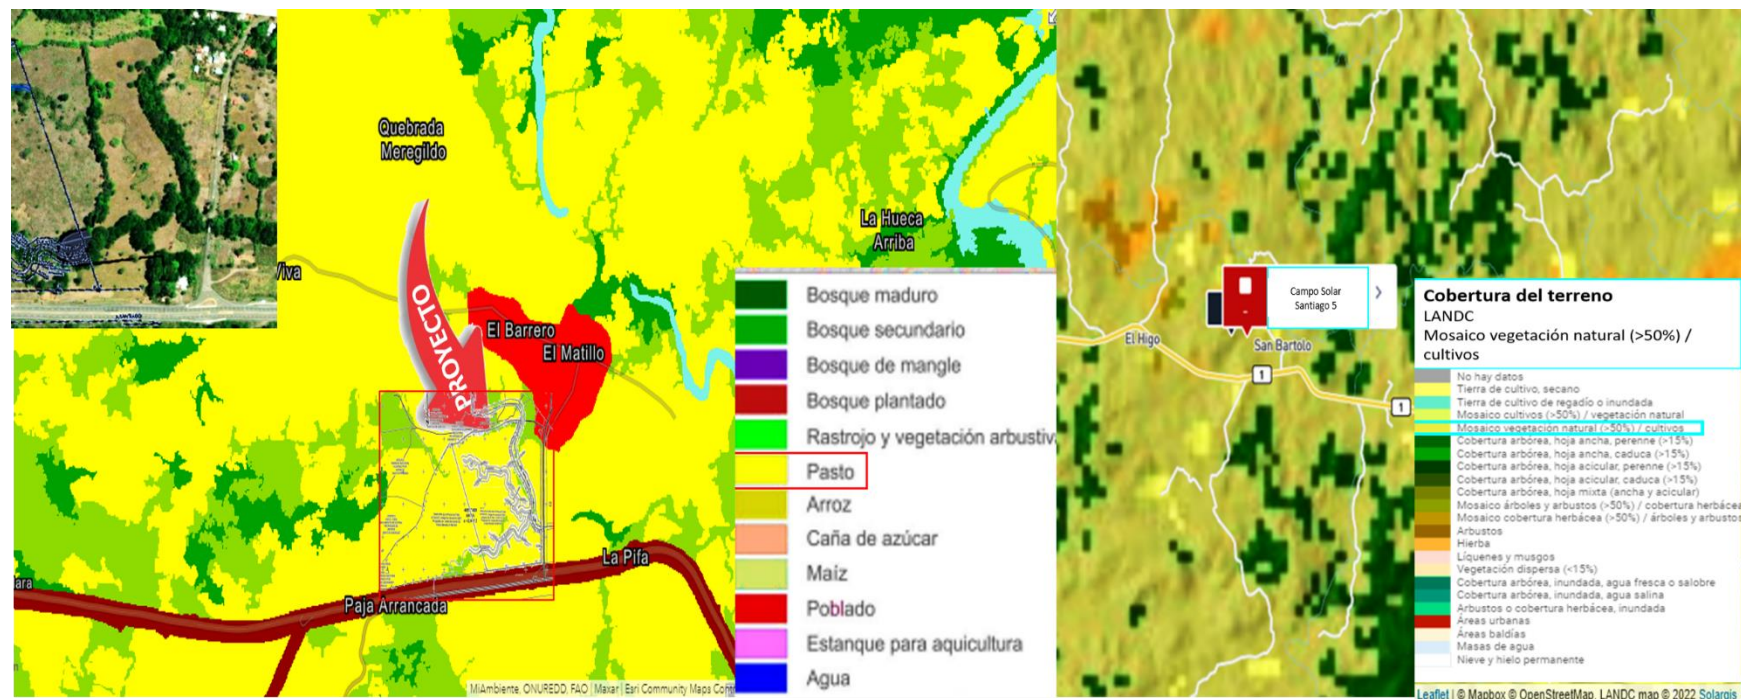 Quebrada
Meregildo
La Hueca
Arriba
PROYECTO
El Barrero
El Matillo
La Pifa
Paja Arrancada
MiAmbiente, ONUREDD, FAO | Maxar | Esri Community Maps
Bosque maduro
Bosque secundario
Bosque de mangle
Bosque plantado
Rastrojo y vegetación arbustiv
Pasto
Arroz
Caña de azúcar
Maíz
Poblado
Estanque para aquicultura
Agua
Campo Solar
Santiago 5
El Higo
San Bartolo
1
1
Cobertura del terreno
LANDC
Mosaico vegetación natural (>50%) /
cultivos
No hay datos
Tierra de cultivo, secano
Tierra de cultivo de regadío o inundada
Mosaico cultivos (>50%) / vegetación natural
Mosaico vegetación natural (>50%) / cultivos
Cobertura arbórea, hoja ancha, perenne (>15%)
Cobertura arbórea, hoja ancha, caduca (>15%)
Cobertura arbórea, hoja acicular, perenne (>15%)
Cobertura arbórea, hoja acicular, caduca (>15%)
Cobertura arbórea, hoja mixta (ancha y acicular)
Mosaico árboles y arbustos (>50%) / cobertura herbácea
Mosaico cobertura herbácea (>50%) / árboles y arbustos
Arbustos
Hierba
Líquenes y musgos
Vegetación dispersa (<15%)
Cobertura arbórea, inundada, agua fresca o salobre
Cobertura arbórea, inundada, agua salina
Arbustos o cobertura herbácea, inundada
Áreas urbanas
Áreas baldías
Masas de agua
Nieve y hielo permanente
Leaflet | © Mapbox © OpenStreetMap, LANDC map © 2022 Solargis